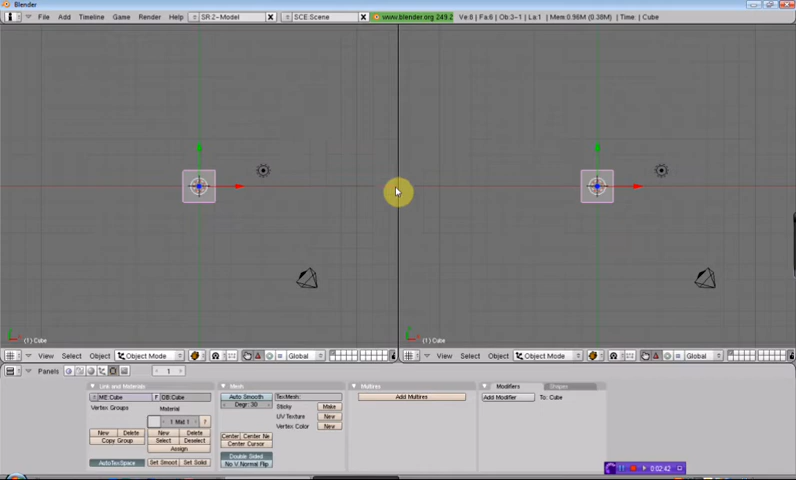 Blender
File Add Timeline Game Render Help SR:2-Model SCE:Scene www.blender.org 249.2 Ve:8 | Fa:6 | Ob:3-1 | La:1 | Mem:0.96M (0.38M) | Time: | Cube
(1) Cube (1) Cube
View Select Object Object Mode Global View Select Object Object Mode Global
Panels 1
Link and Materials Mesh Multires Modifiers Shapes
ME:Cube F OB:Cube Auto Smooth TexMesh: Add Multires Add Modifier To: Cube
Vertex Groups Material Degr: 30 Sticky Make
1 Mat 1 ? UV Texture New
New Delete New Delete Vertex Color New
Copy Group Select Deselect Center Center Ne
Assign Center Cursor
AutoTexSpace Set Smoot Set Solid Double Sided
No V.Normal Flip
0:02:42